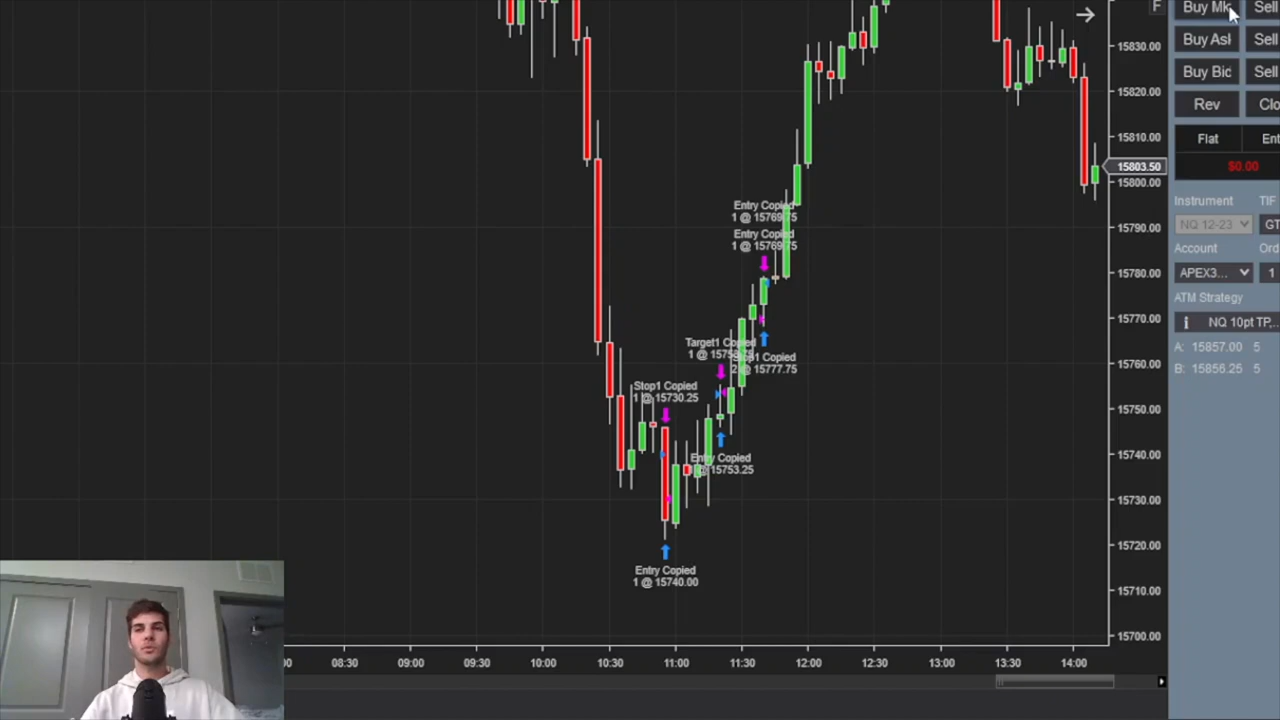 F
Buy Mk
Sell
Buy Asl
Sell
Buy Bic
Sell
Rev
Clo
Flat
Ent
$0.00
Instrument
TIF
NQ 12-23
GT
Account
Ord
APEX3...
1
ATM Strategy
NQ 10pt TP,..
A: 15857.00 5
B: 15856.25 5
15830.00
15820.00
15810.00
15803.50
15800.00
15790.00
15780.00
15770.00
15760.00
15750.00
15740.00
15730.00
15720.00
15710.00
15700.00
Entry Copied
1 @ 15769.75
Entry Copied
1 @ 15769.75
Target1 Copied
1 @
Copied
@ 15777.75
Stop1 Copied
1 @ 15730.25
Entry Copied
@ 15753.25
Entry Copied
1 @ 15740.00
:00
08:30
09:00
09:30
10:00
10:30
11:00
11:30
12:00
12:30
13:00
13:30
14:00